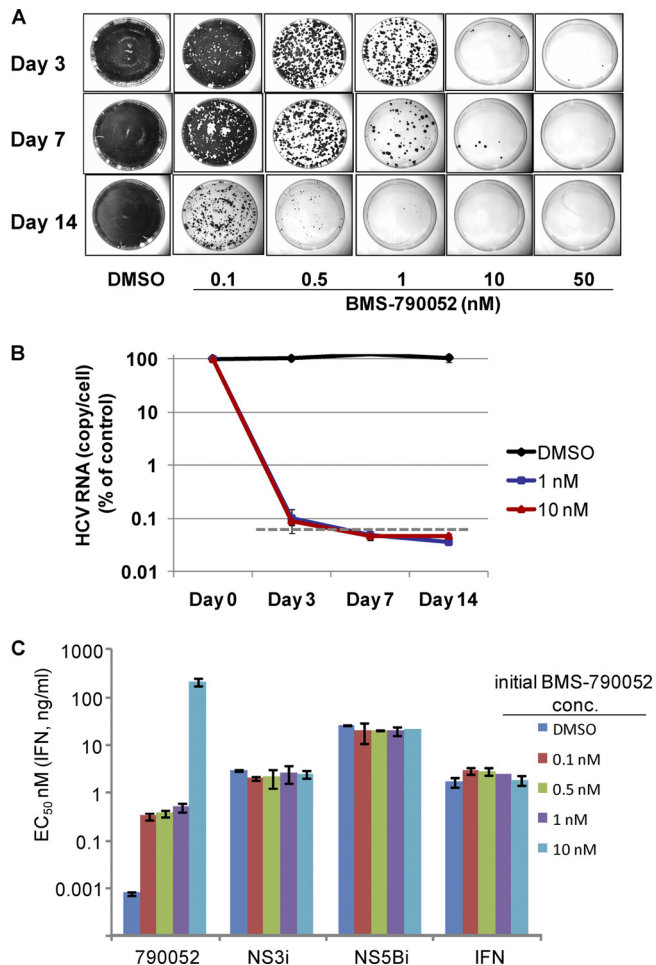 A
Day 3
Day 7
Day 14
DMSO 0.1 0.5 1 10 50
BMS-790052 (nM)
B
HCV RNA (copy/cell)
(% of control)
100
10
1
0.1
0.01
Day 0 Day 3 Day 7 Day 14
DMSO
1 nM
10 nM
C
EC50 nM (IFN, ng/ml)
1000
100
10
1
0.1
0.001
790052 NS3i NS5Bi IFN
initial BMS-790052
conc.
DMSO
0.1 nM
0.5 nM
1 nM
10 nM